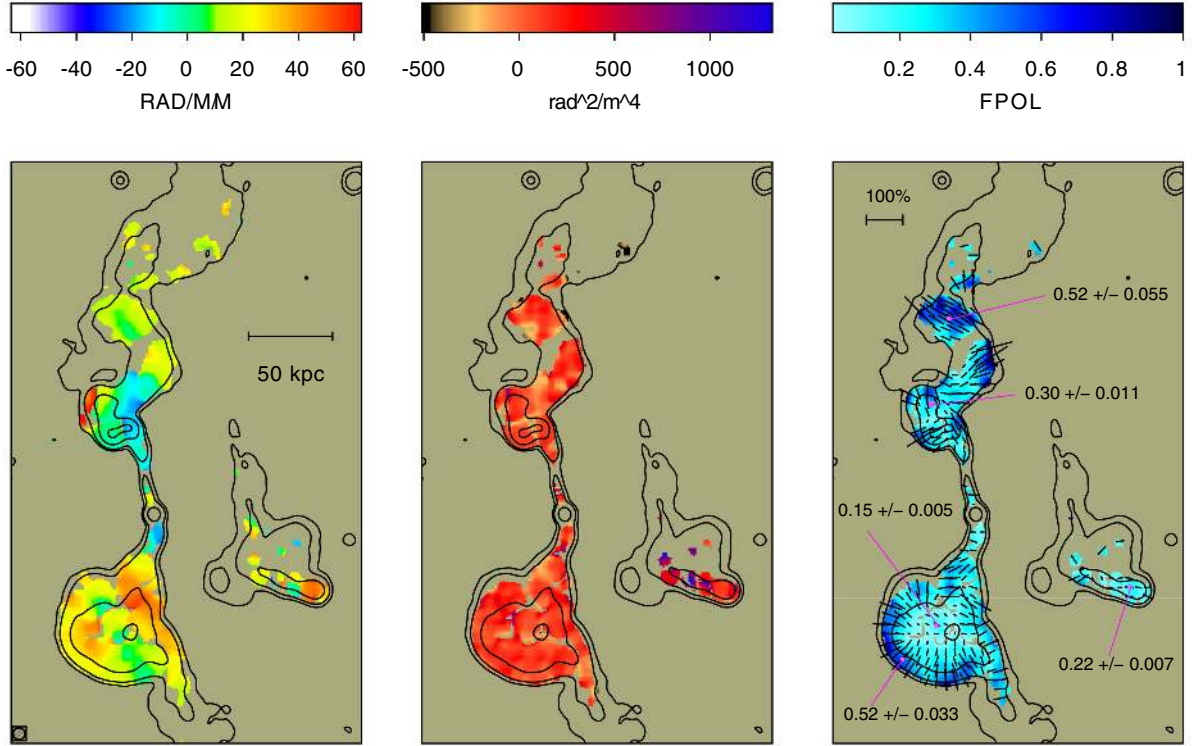 -60 -40 -20 0 20 40 60
RAD/M/M
-500 0 500 1000
rad^2/m^4
0.2 0.4 0.6 0.8 1
FPOL
50 kpc
100%
0.52 +/− 0.055
0.30 +/− 0.011
0.15 +/− 0.005
0.22 +/− 0.007
0.52 +/− 0.033